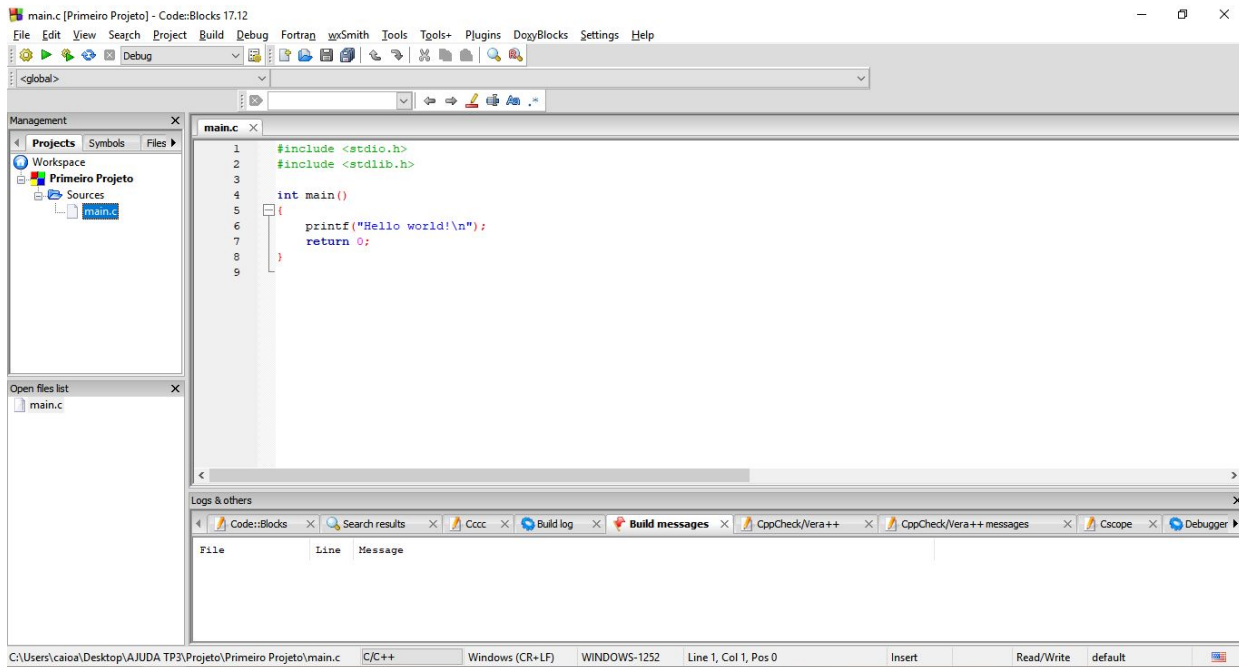 main.c [Primeiro Projeto] - Code::Blocks 17.12
File Edit View Search Project Build Debug Fortran wxSmith Tools Tools+ Plugins DoxyBlocks Settings Help
Debug
<global>
Management
Projects Symbols Files
Workspace
Primeiro Projeto
Sources
main.c
Open files list
main.c
main.c
1 #include <stdio.h>
2 #include <stdlib.h>
3
4 int main()
5 {
6 printf("Hello world!\n");
7 return 0;
8 }
9
Logs & others
Code::Blocks Search results Cccc Build log Build messages CppCheck/Vera++ CppCheck/Vera++ messages Cscope Debugger
File Line Message
C:\Users\caioa\Desktop\AJUDA TP3\Projeto\Primeiro Projeto\main.c C/C++ Windows (CR+LF) WINDOWS-1252 Line 1, Col 1, Pos 0 Insert Read/Write default